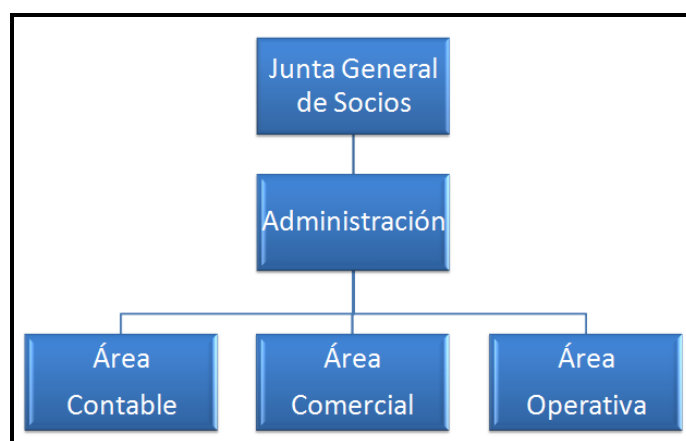 Junta General
de Socios
Administración
Área
Contable
Área
Comercial
Área
Operativa